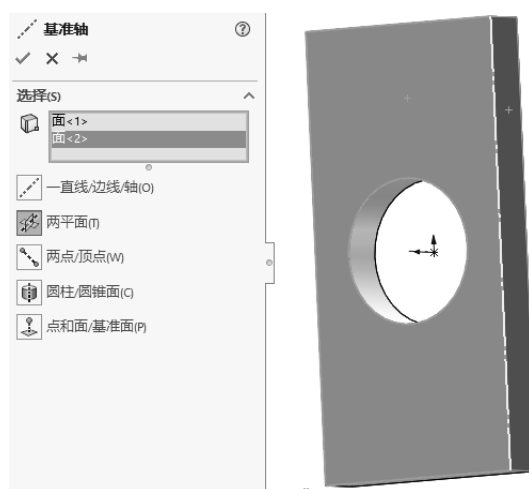 基准轴
选择(S)
面<1>
面<2>
一直线/边线/轴(O)
两平面(T)
两点/顶点(W)
圆柱/圆锥面(C)
点和面/基准面(P)